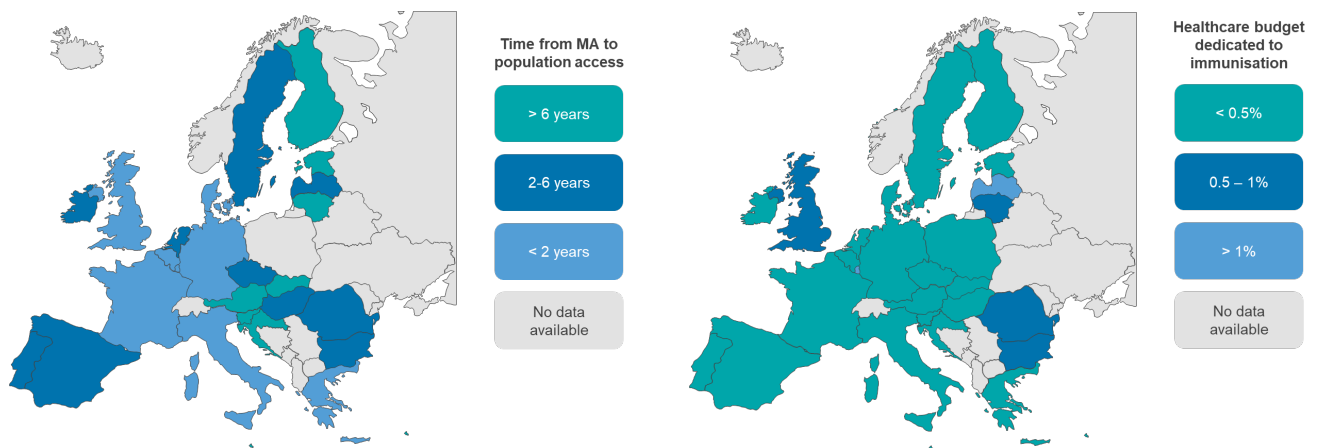 Time from MA to
population access
> 6 years
2-6 years
< 2 years
No data
available
Healthcare budget
dedicated to
immunisation
< 0.5%
0.5 – 1%
> 1%
No data
available